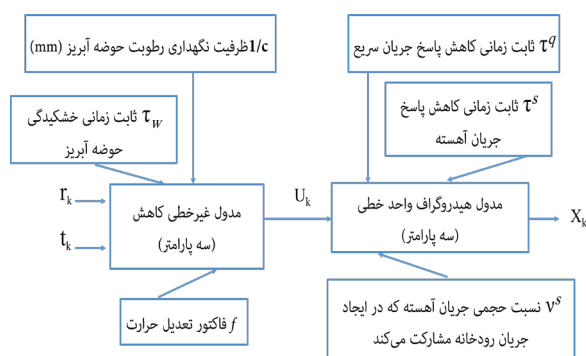 τq ثابت زمانی کاهش پاسخ جریان سریع
1/cظرفیت نگهداری رطوبت حوضه آبریز (mm)
τs ثابت زمانی کاهش پاسخ
جریان آهسته
τw ثابت زمانی خشکیدگی
حوضه آبریز
rk
tk
مدول غیرخطی کاهش
(سه پارامتر)
Uk
مدول هیدروگراف واحد خطی
(سه پارامتر)
Xk
f فاکتور تعدیل حرارت
vs نسبت حجمی جریان آهسته که در ایجاد
جریان رودخانه مشارکت می‌کند